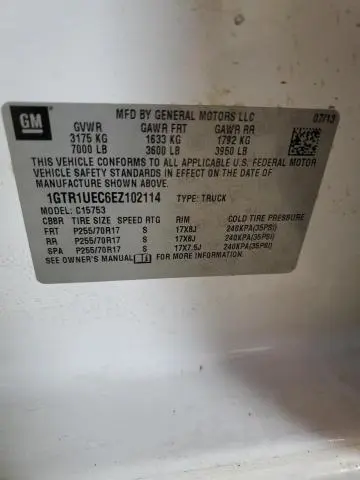 GM
MFD BY GENERAL MOTORS LLC 07/13
GVWR GAWR FRT GAWR RR
3175 KG 1633 KG 1792 KG
7000 LB 3600 LB 3950 LB
THIS VEHICLE CONFORMS TO ALL APPLICABLE U.S. FEDERAL MOTOR
VEHICLE SAFETY STANDARDS IN EFFECT ON THE DATE OF
MANUFACTURE SHOWN ABOVE.
1GTR1UEC6EZ102114 TYPE: TRUCK
MODEL: C15753
CBBR TIRE SIZE SPEED RTG RIM COLD TIRE PRESSURE
FRT P255/70R17 17X8J 240KPA(35PSI)
RR P255/70R17 17X8J 240KPA(35PSI)
SPA P255/70R17 17X7.5J 240KPA(35PSI)
SEE OWNER'S MANUAL FOR MORE INFORMATION.